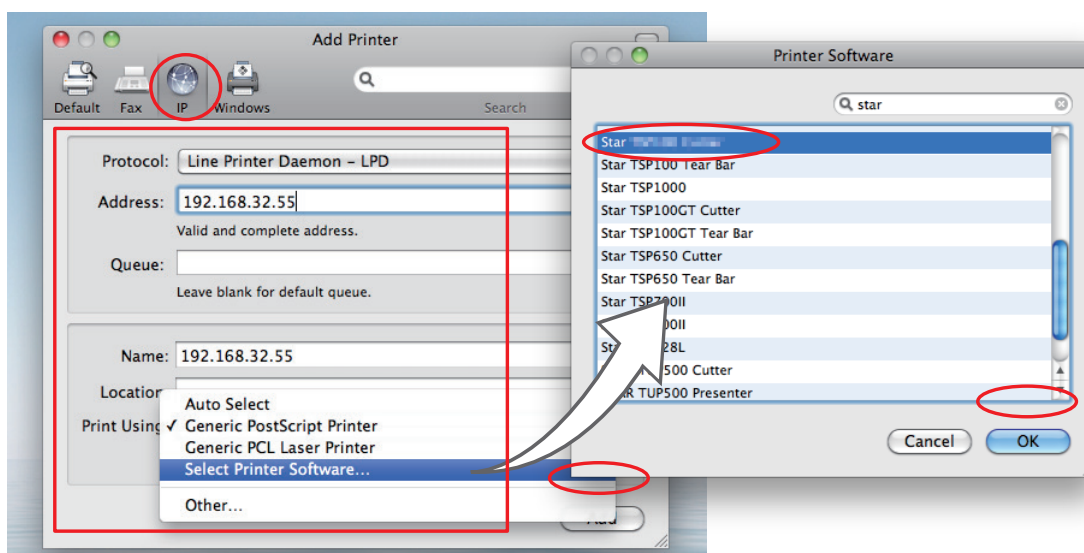 Add Printer
Default Fax IP Windows
Search
Protocol: Line Printer Daemon – LPD
Address: 192.168.32.55
Valid and complete address.
Queue:
Leave blank for default queue.
Name: 192.168.32.55
Location
Print Using
Auto Select
✓ Generic PostScript Printer
Generic PCL Laser Printer
Select Printer Software...
Other...
Add
Printer Software
star
Star
Star TSP100 Tear Bar
Star TSP1000
Star TSP100GT Cutter
Star TSP100GT Tear Bar
Star TSP650 Cutter
Star TSP650 Tear Bar
Star TSP700II
00II
28L
500 Cutter
TUP500 Presenter
Cancel OK